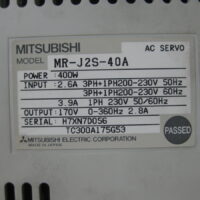 MITSUBISHI
AC SERVO
MODEL MR-J2S-40A
POWER : 400W
INPUT : 2.6A 3PH+1PH200-230V 50Hz
3PH+1PH200-230V 60Hz
3.9A 1PH 230V 50/60Hz
OUTPUT : 170V 0-360Hz 2.8A
SERIAL : H7XN7D056
TC300A175G53
PASSED
MITSUBISHI ELECTRIC CORPORATION